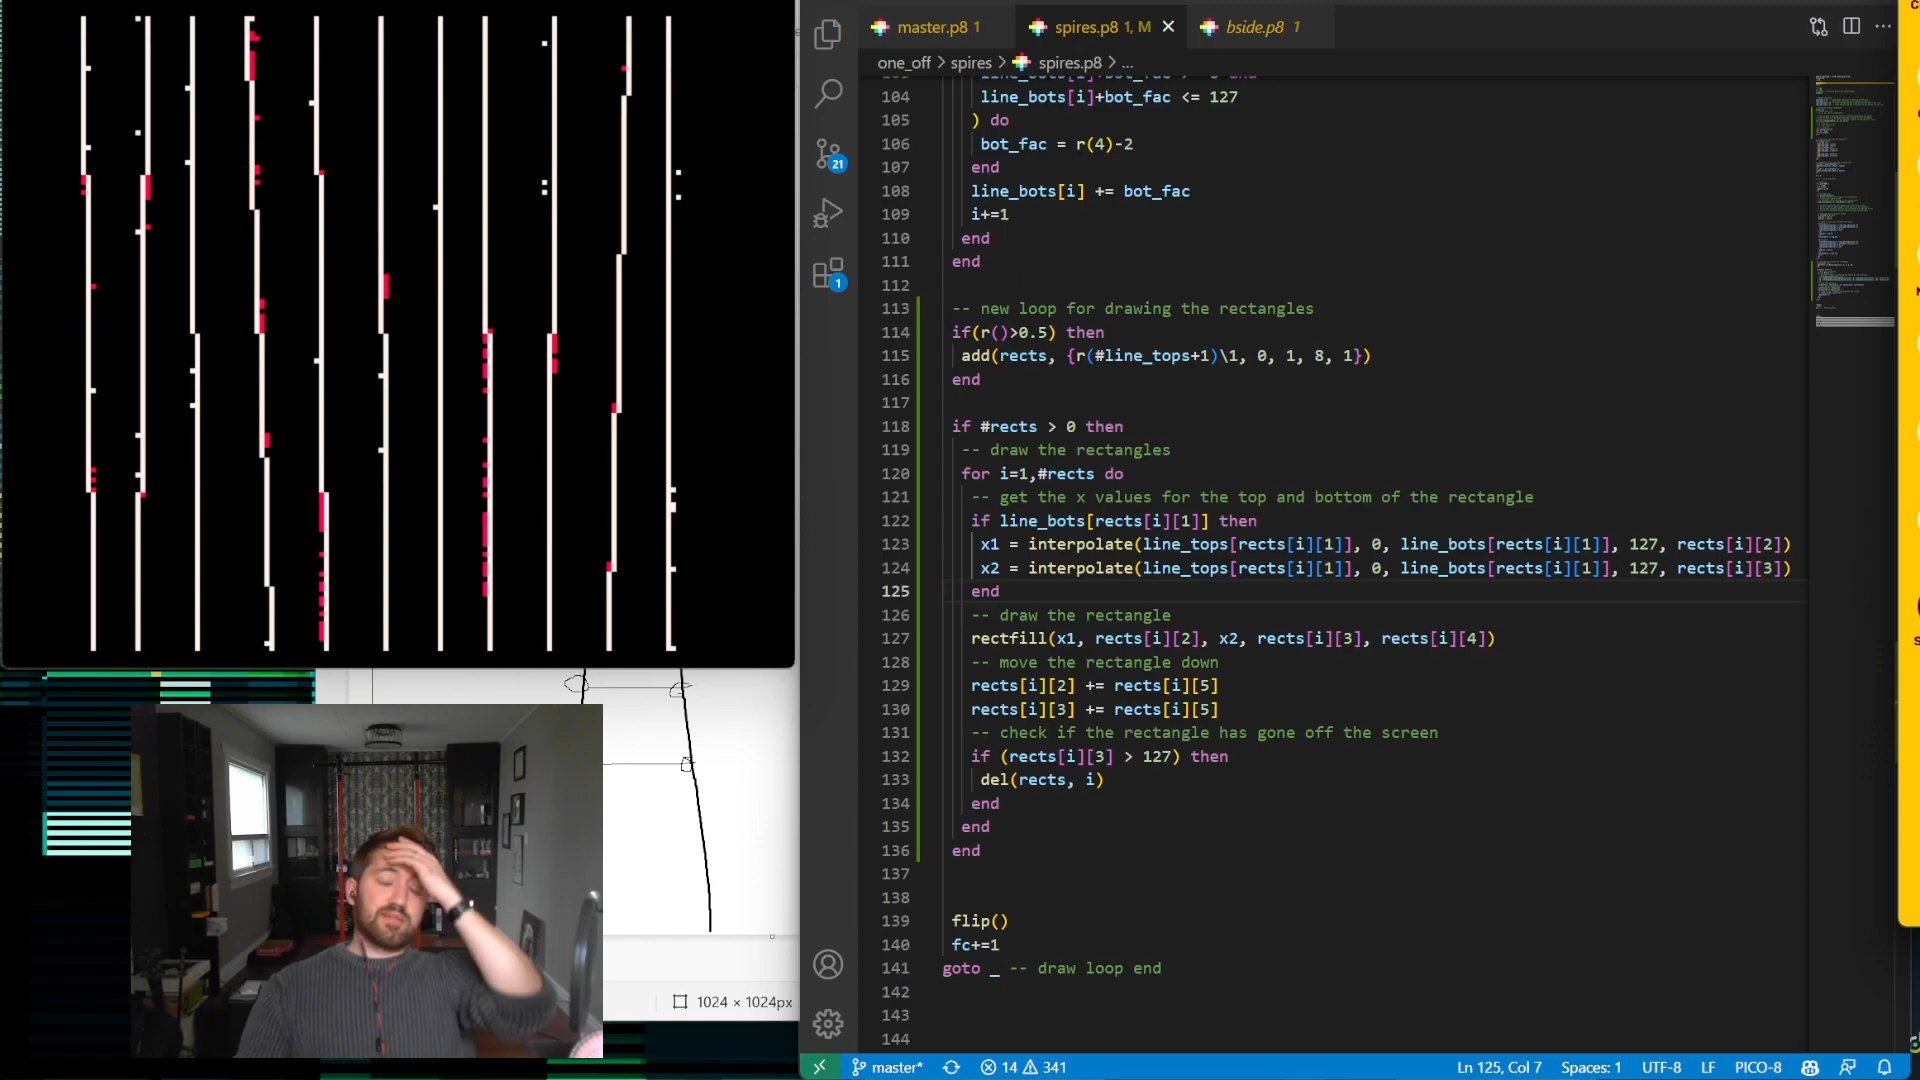 master.p8 1
spires.p8 1, M
bside.p8 1
one_off > spires > spires.p8 > ...
104 line_bots[i]+bot_fac <= 127
105 ) do
106 bot_fac = r(4)-2
107 end
108 line_bots[i] += bot_fac
109 i+=1
110 end
111 end
112
113 -- new loop for drawing the rectangles
114 if(r()>0.5) then
115 add(rects, {r(#line_tops+1)\1, 0, 1, 8, 1})
116 end
117
118 if #rects > 0 then
119 -- draw the rectangles
120 for i=1,#rects do
121 -- get the x values for the top and bottom of the rectangle
122 if line_bots[rects[i][1]] then
123 x1 = interpolate(line_tops[rects[i][1]], 0, line_bots[rects[i][1]], 127, rects[i][2])
124 x2 = interpolate(line_tops[rects[i][1]], 0, line_bots[rects[i][1]], 127, rects[i][3])
125 end
126 -- draw the rectangle
127 rectfill(x1, rects[i][2], x2, rects[i][3], rects[i][4])
128 -- move the rectangle down
129 rects[i][2] += rects[i][5]
130 rects[i][3] += rects[i][5]
131 -- check if the rectangle has gone off the screen
132 if (rects[i][3] > 127) then
133 del(rects, i)
134 end
135 end
136 end
137
138
139 flip()
140 fc+=1
141 goto _ -- draw loop end
142
143
144
21
1
1024 × 1024px
master* 14 341 Ln 125, Col 7 Spaces: 1 UTF-8 LF PICO-8